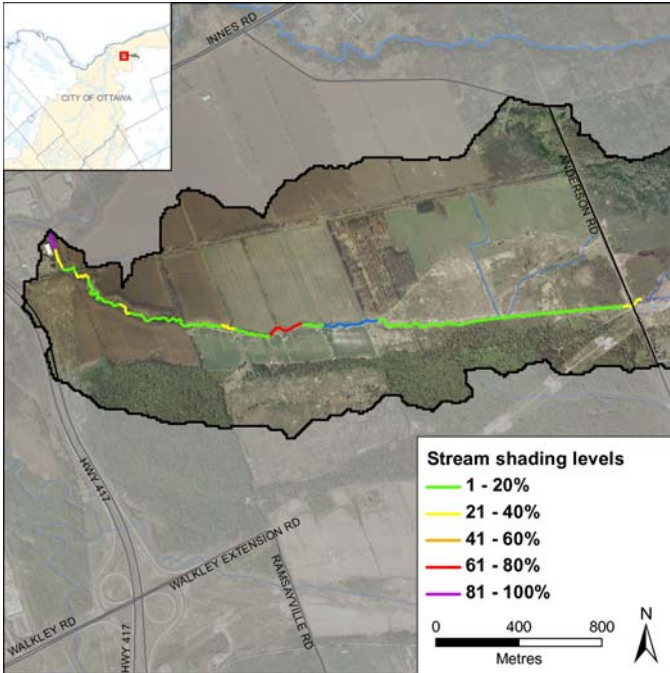 INNES RD
CITY OF OTTAWA
ANDERSON RD
HWY 417
WALKLEY EXTENSION RD
RAMSAYVILLE RD
WALKLEY RD
HWY 417
Stream shading levels
1 - 20%
21 - 40%
41 - 60%
61 - 80%
81 - 100%
N
0 400 800
Metres